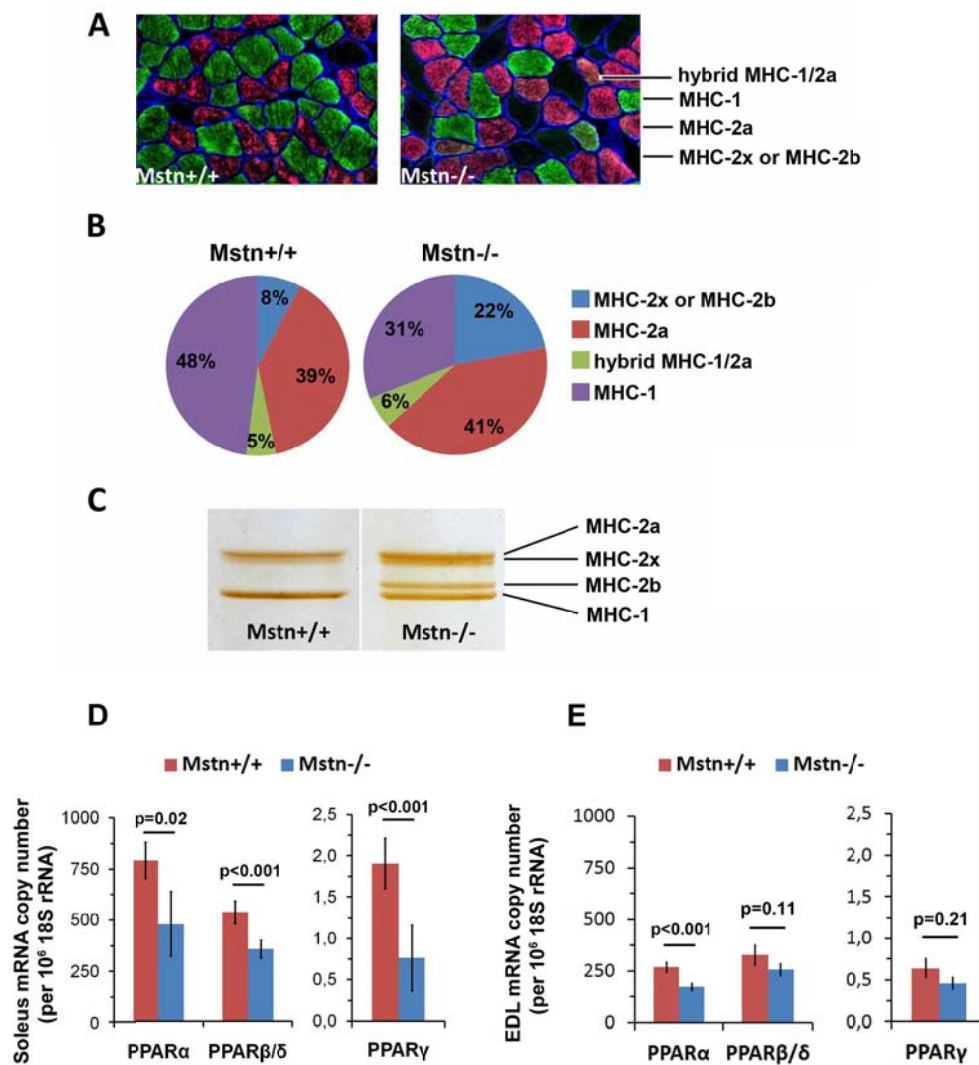 A
Mstn+/+
Mstn-/-
hybrid MHC-1/2a
MHC-1
MHC-2a
MHC-2x or MHC-2b
B
Mstn+/+
Mstn-/-
8%
39%
5%
48%
22%
41%
6%
31%
MHC-2x or MHC-2b
MHC-2a
hybrid MHC-1/2a
MHC-1
C
Mstn+/+
Mstn-/-
MHC-2a
MHC-2x
MHC-2b
MHC-1
D
Mstn+/+ Mstn-/-
Soleus mRNA copy number
(per 10⁶ 18S rRNA)
1000
750
500
250
0
p=0.02
p<0.001
PPARα PPARβ/δ
2,5
2,0
1,5
1,0
0,5
0,0
p<0.001
PPARγ
E
Mstn+/+ Mstn-/-
EDL mRNA copy number
(per 10⁶ 18S rRNA)
1000
750
500
250
0
p<0.001
p=0.11
PPARα PPARβ/δ
2,5
2,0
1,5
1,0
0,5
0,0
p=0.21
PPARγ